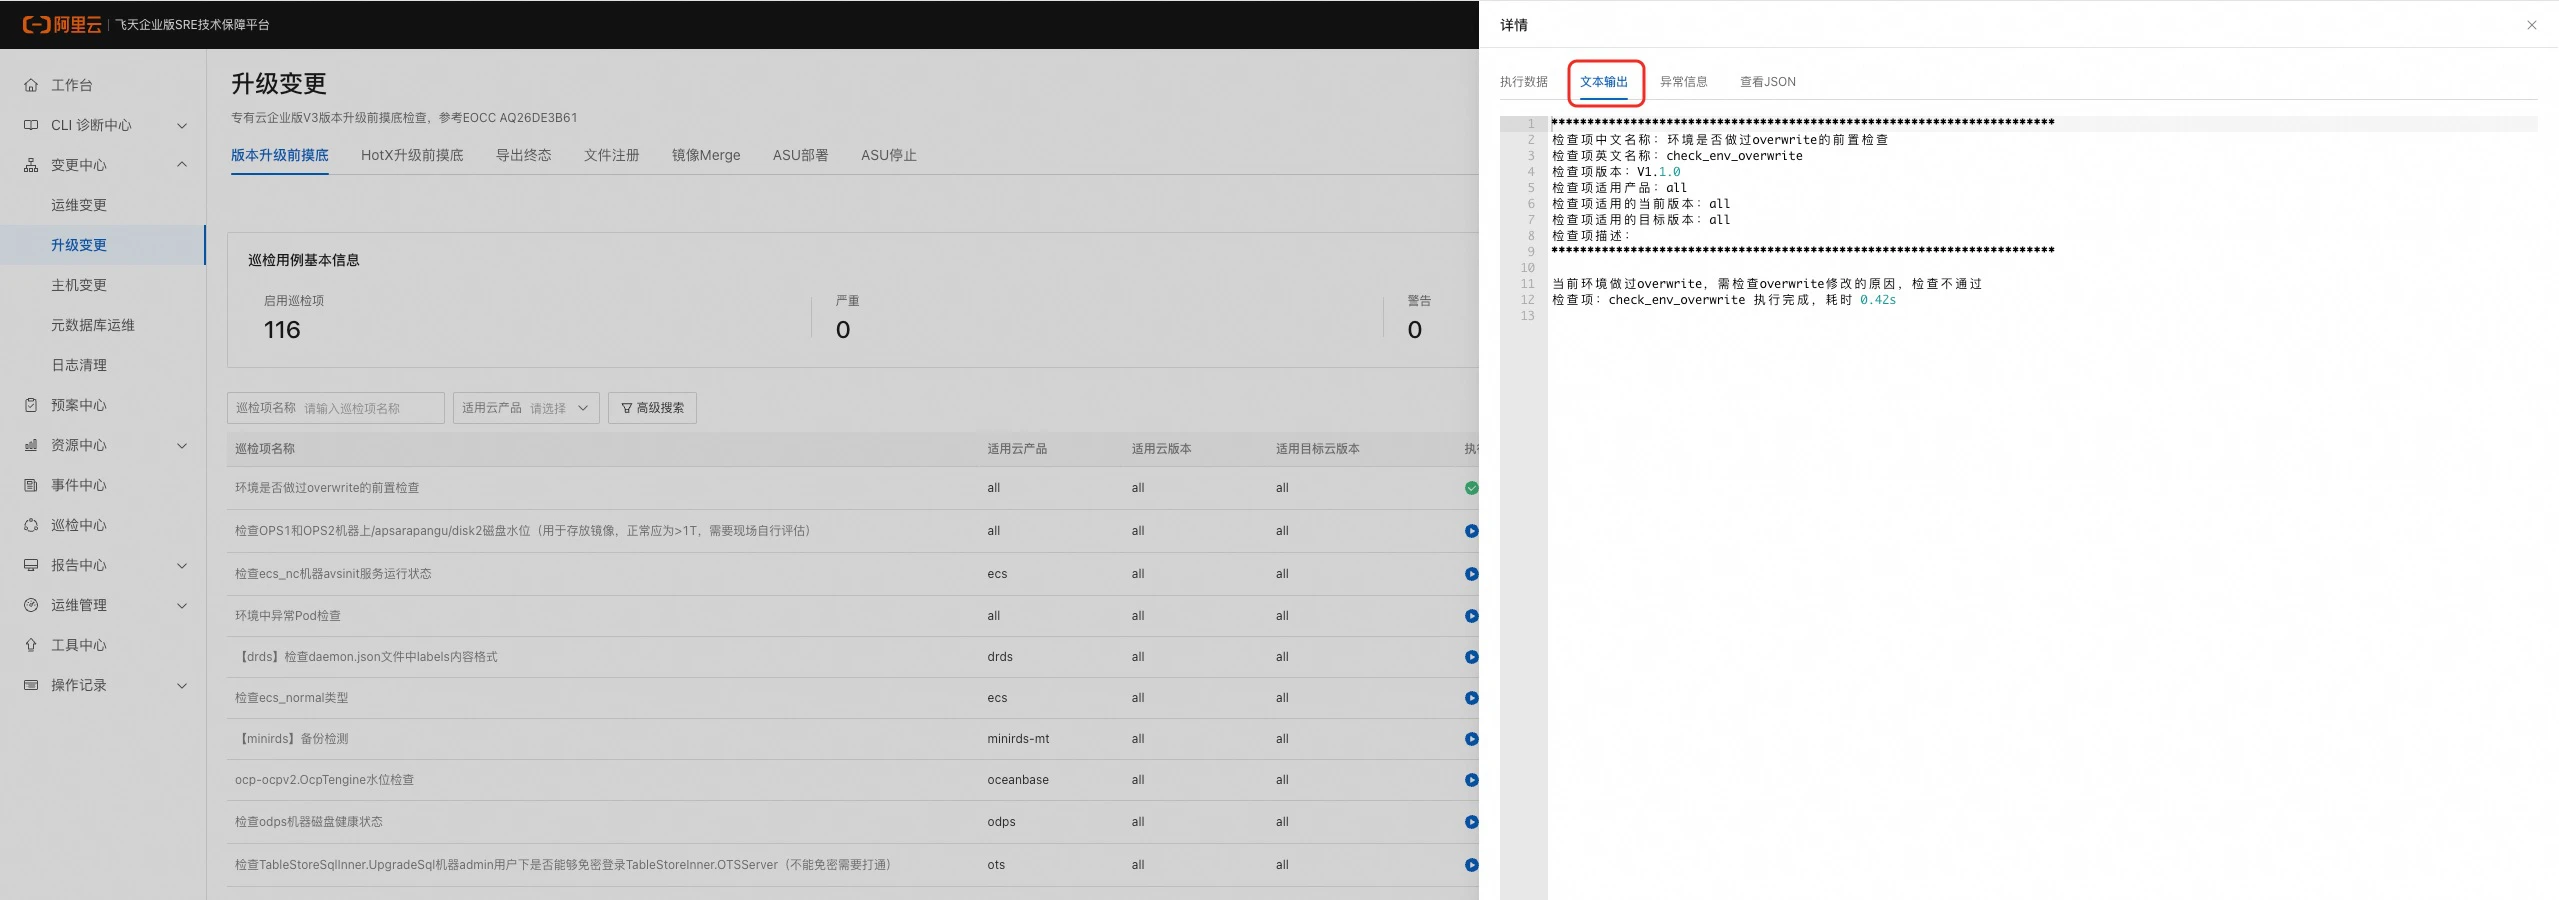 阿里云 飞天企业版SRE技术保障平台
工作台
CLI 诊断中心
变更中心
运维变更
升级变更
主机变更
元数据库运维
日志清理
预案中心
资源中心
事件中心
巡检中心
报告中心
运维管理
工具中心
操作记录
升级变更
专有云企业版V3版本升级前摸底检查，参考EOCC AQ26DE3B61
版本升级前摸底 HotX升级前摸底 导出终态 文件注册 镜像Merge ASU部署 ASU停止
巡检用例基本信息
启用巡检项 严重 警告
116 0 0
巡检项名称 请输入巡检项名称 适用云产品 请选择 高级搜索
巡检项名称 适用云产品 适用云版本 适用目标云版本
环境是否做过overwrite的前置检查 all all all
检查OPS1和OPS2机器上/apsarapangu/disk2磁盘水位（用于存放镜像，正常应为>1T，需要现场自行评估） all all all
检查ecs_nc机器avsinit服务运行状态 ecs all all
环境中异常Pod检查 all all all
【drds】检查daemon.json文件中labels内容格式 drds all all
检查ecs_normal类型 ecs all all
【minirds】备份检测 minirds-mt all all
ocp-ocpv2.OcpTengine水位检查 oceanbase all all
检查odps机器磁盘健康状态 odps all all
检查TableStoreSqlInner.UpgradeSql机器admin用户下是否能够免密登录TableStoreInner.OTSServer（不能免密需要打通） ots all all
详情
执行数据 文本输出 异常信息 查看JSON
1 **********************************************************************
2 检查项中文名称：环境是否做过overwrite的前置检查
3 检查项英文名称：check_env_overwrite
4 检查项版本：V1.1.0
5 检查项适用产品：all
6 检查项适用的当前版本：all
7 检查项适用的目标版本：all
8 检查项描述：
9 **********************************************************************
10
11 当前环境做过overwrite，需检查overwrite修改的原因，检查不通过
12 检查项：check_env_overwrite 执行完成，耗时 0.42s
13